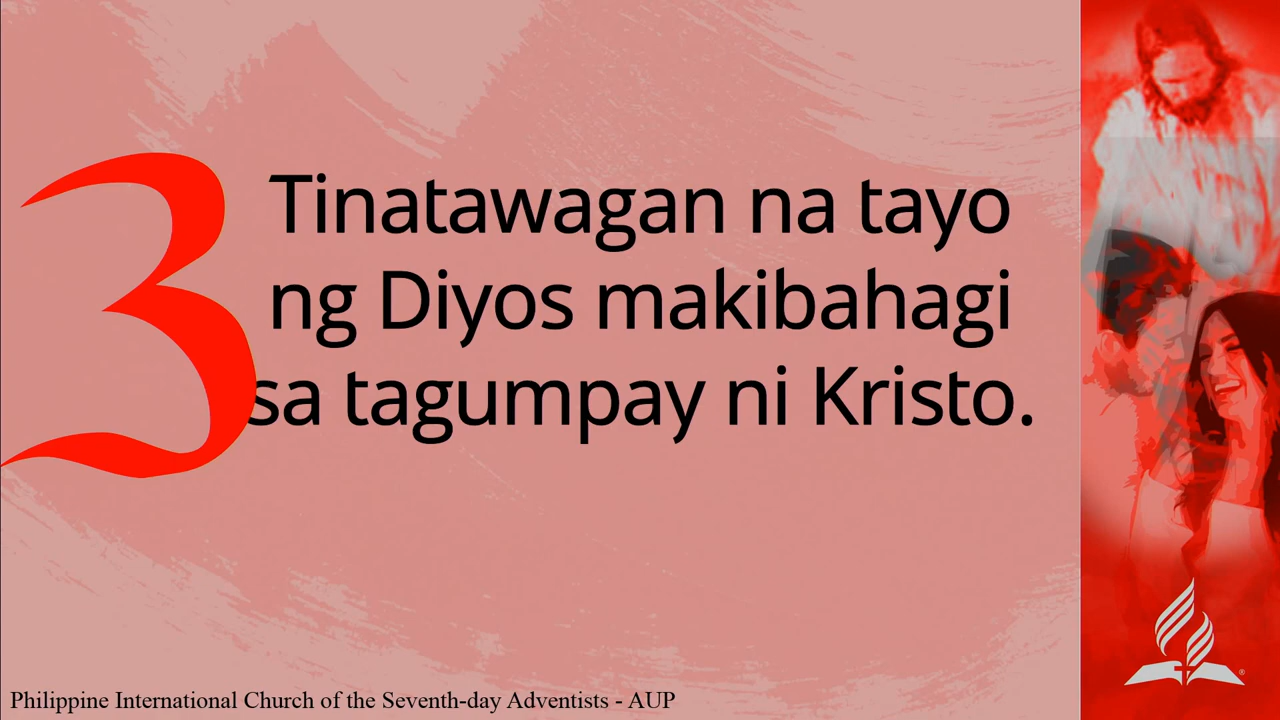 3
Tinatawagan na tayo
ng Diyos makibahagi
sa tagumpay ni Kristo.
Philippine International Church of the Seventh-day Adventists - AUP